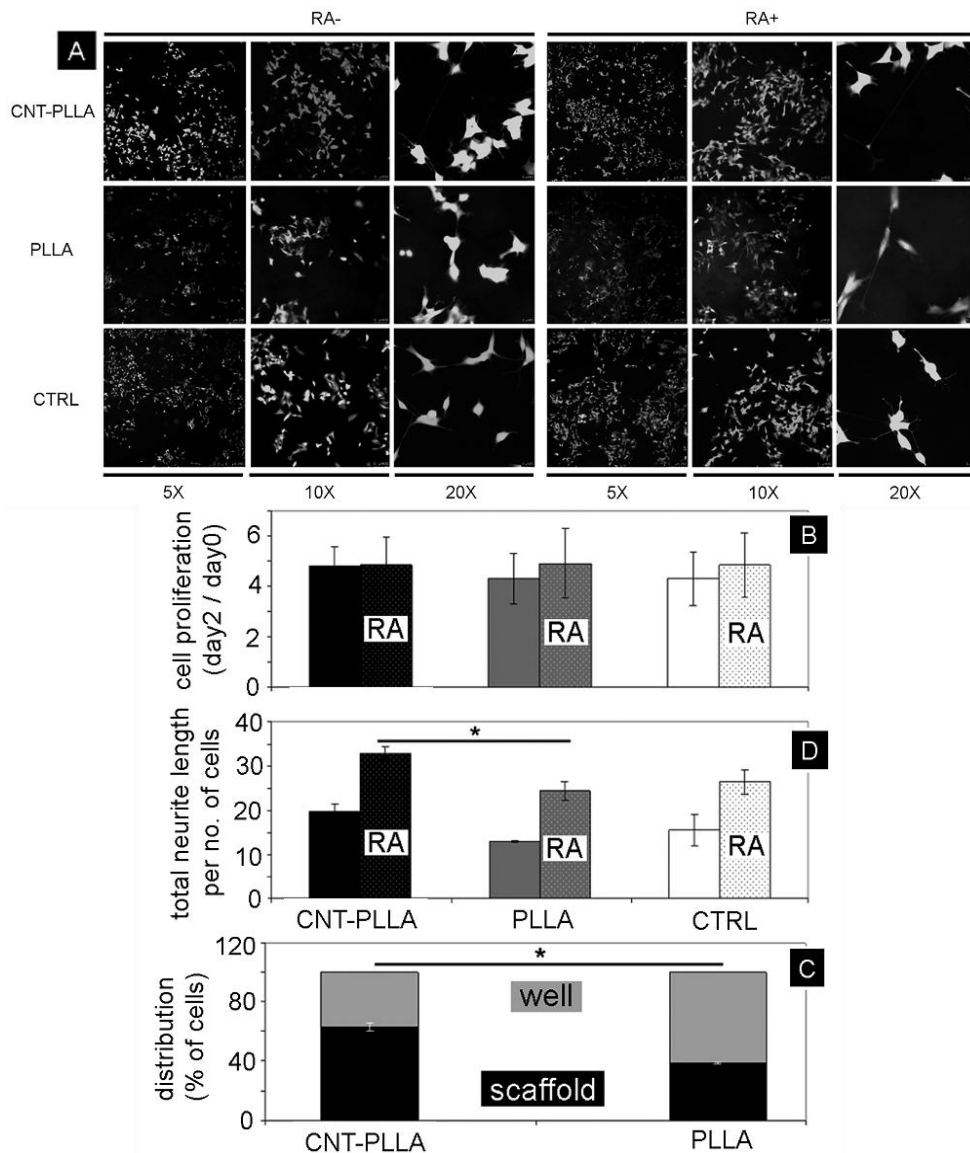 RA- RA+
A
CNT-PLLA
PLLA
CTRL
5X 10X 20X 5X 10X 20X
B
cell proliferation
(day2 / day0)
6
4
2
0
RA RA RA
D
total neurite length
per no. of cells
40
30
20
10
0
*
RA RA RA
CNT-PLLA PLLA CTRL
C
distribution
(% of cells)
120
80
40
0
*
well
scaffold
CNT-PLLA PLLA